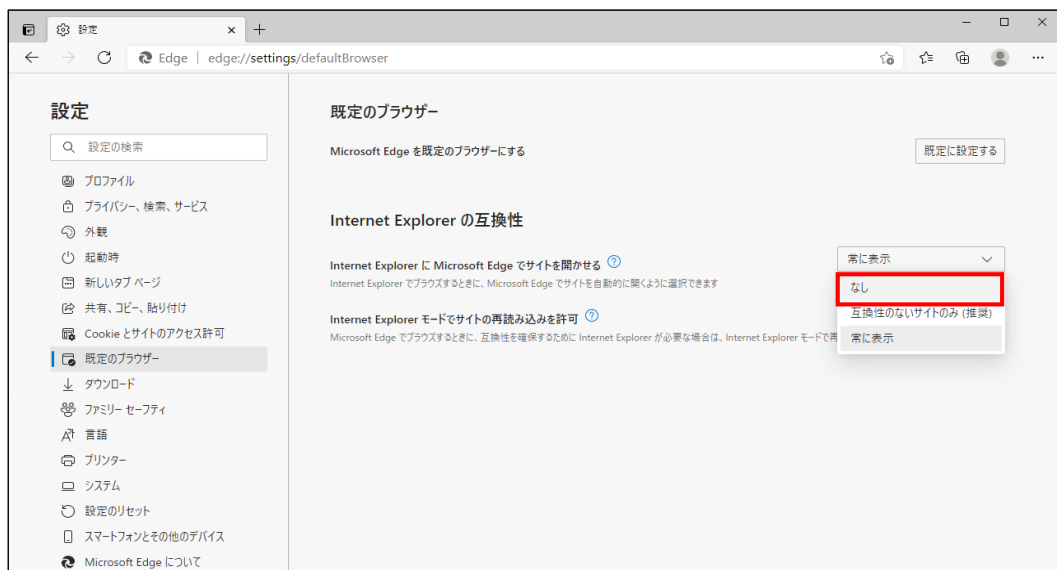 設定
Edge | edge://settings/defaultBrowser
設定
設定の検索
プロファイル
プライバシー、検索、サービス
外観
起動時
新しいタブ ページ
共有、コピー、貼り付け
Cookie とサイトのアクセス許可
既定のブラウザー
ダウンロード
ファミリー セーフティ
言語
プリンター
システム
設定のリセット
スマートフォンとその他のデバイス
Microsoft Edge について
既定のブラウザー
Microsoft Edge を既定のブラウザーにする
既定に設定する
Internet Explorer の互換性
Internet Explorer に Microsoft Edge でサイトを開かせる
常に表示
Internet Explorer でブラウズするときに、Microsoft Edge でサイトを自動的に開くように選択できます
なし
互換性のないサイトのみ (推奨)
常に表示
Internet Explorer モードでサイトの再読み込みを許可
Microsoft Edge でブラウズするときに、互換性を確保するために Internet Explorer が必要な場合は、Internet Explorer モードで再